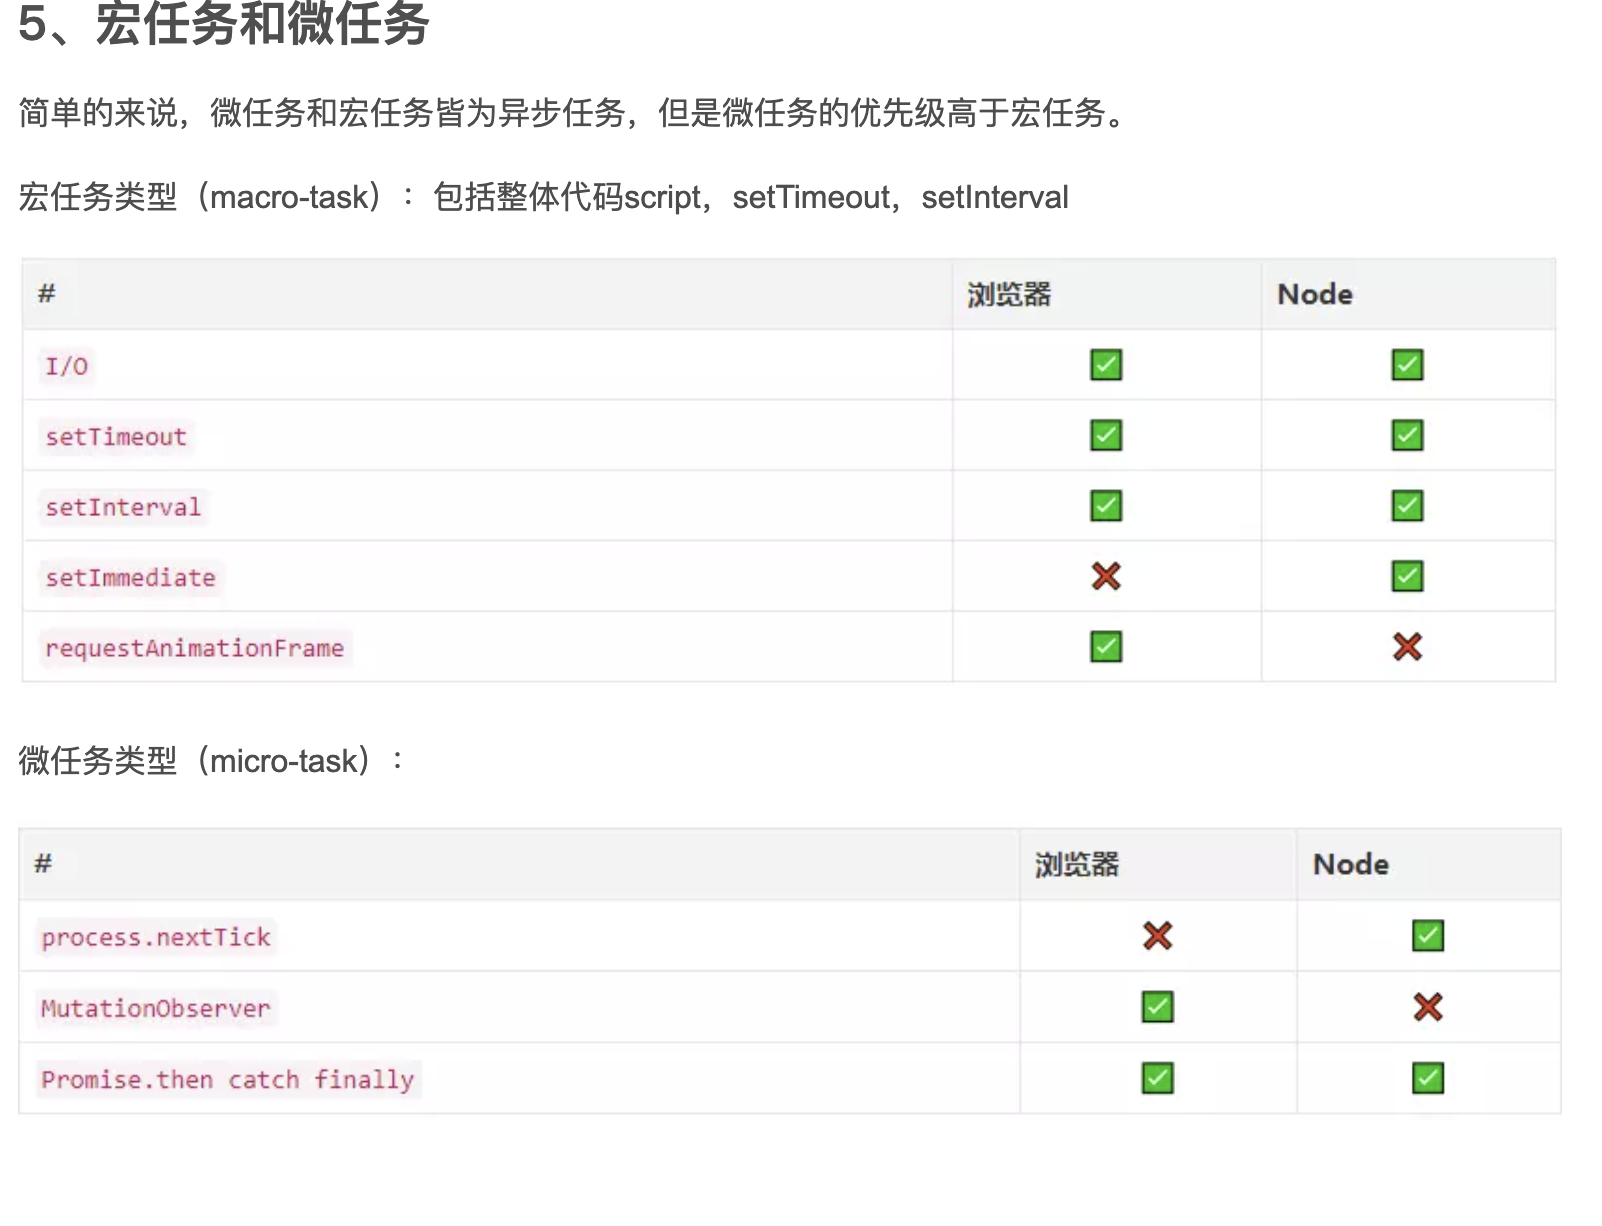 5、宏任务和微任务
简单的来说，微任务和宏任务皆为异步任务，但是微任务的优先级高于宏任务。
宏任务类型（macro-task）：包括整体代码script，setTimeout，setInterval
# 浏览器 Node
I/O ✅ ✅
setTimeout ✅ ✅
setInterval ✅ ✅
setImmediate ❌ ✅
requestAnimationFrame ✅ ❌
微任务类型（micro-task）：
# 浏览器 Node
process.nextTick ❌ ✅
MutationObserver ✅ ❌
Promise.then catch finally ✅ ✅